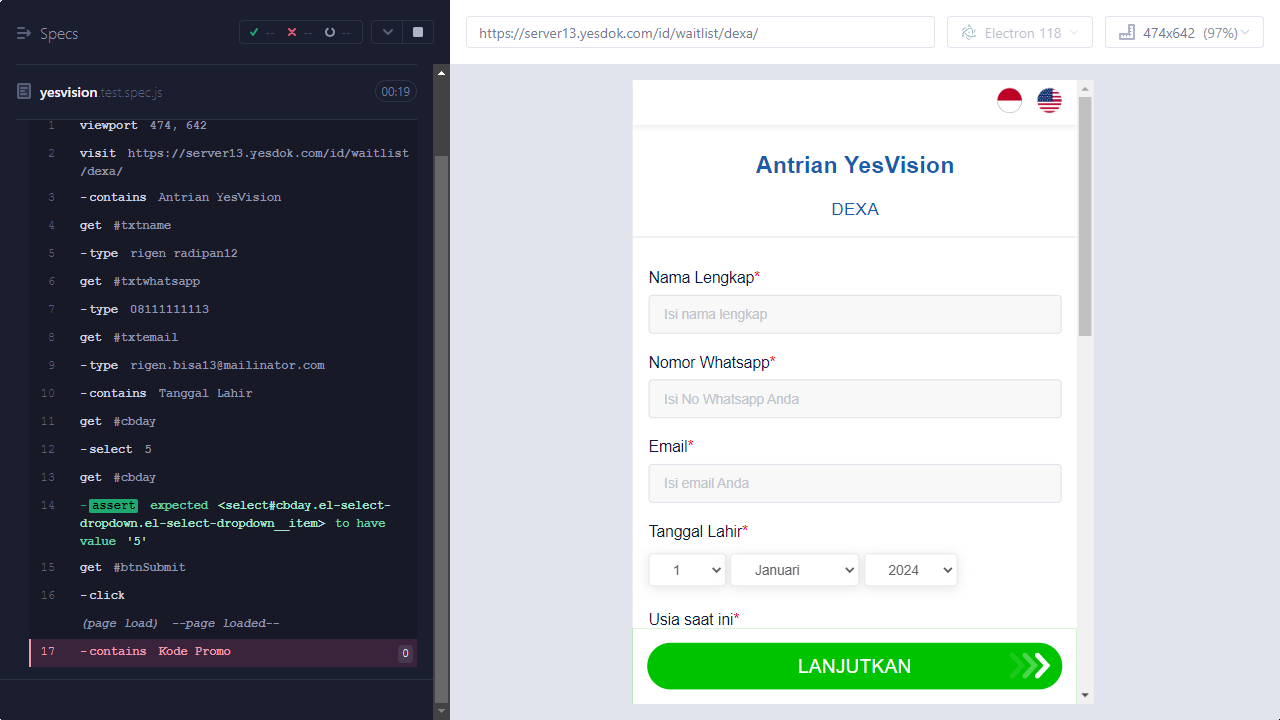 Specs
-- -- --
https://server13.yesdok.com/id/waitlist/dexa/
Electron 118
474x642 (97%)
yesvision.test.spec.js
00:19
1 viewport 474, 642
2 visit https://server13.yesdok.com/id/waitlist
/dexa/
3 -contains Antrian YesVision
4 get #txtname
5 -type rigen radipan12
6 get #txtwhatsapp
7 -type 08111111113
8 get #txtemail
9 -type rigen.bisa13@mailinator.com
10 -contains Tanggal Lahir
11 get #cbday
12 -select 5
13 get #cbday
14 -assert expected <select#cbday.el-select-
dropdown.el-select-dropdown__item> to have
value '5'
15 get #btnSubmit
16 -click
(page load) --page loaded--
17 -contains Kode Promo 0
Antrian YesVision
DEXA
Nama Lengkap*
Isi nama lengkap
Nomor Whatsapp*
Isi No Whatsapp Anda
Email*
Isi email Anda
Tanggal Lahir*
1 Januari 2024
Usia saat ini*
LANJUTKAN